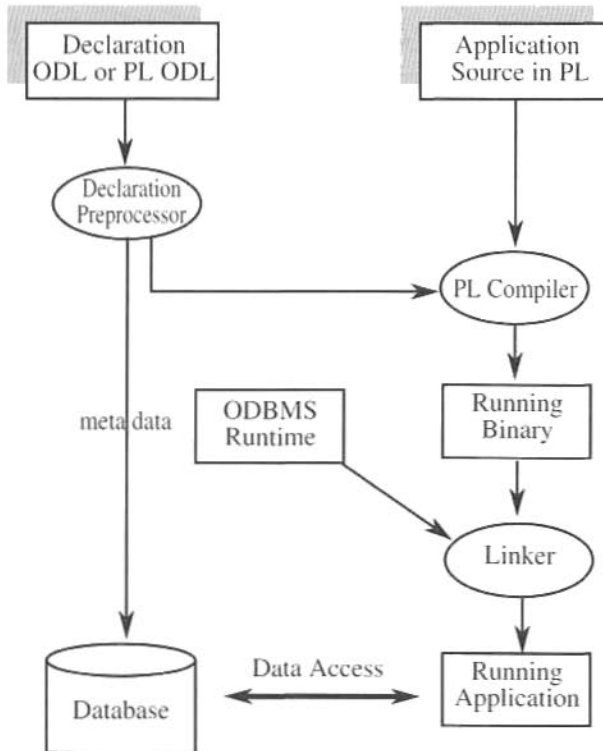 Declaration
ODL or PL ODL
Application
Source in PL
Declaration
Preprocessor
PL Compiler
meta data
ODBMS
Runtime
Running
Binary
Linker
Data Access
Database
Running
Application